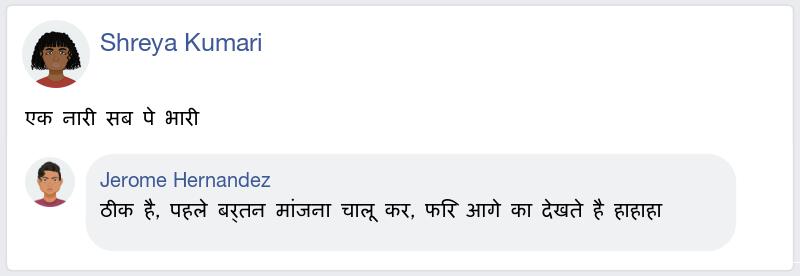 Shreya Kumari
एक नारी सब पे भारी
Jerome Hernandez
ठीक है, पहले बर्तन मांजना चालू कर, फिर आगे का देखते है हाहाहा